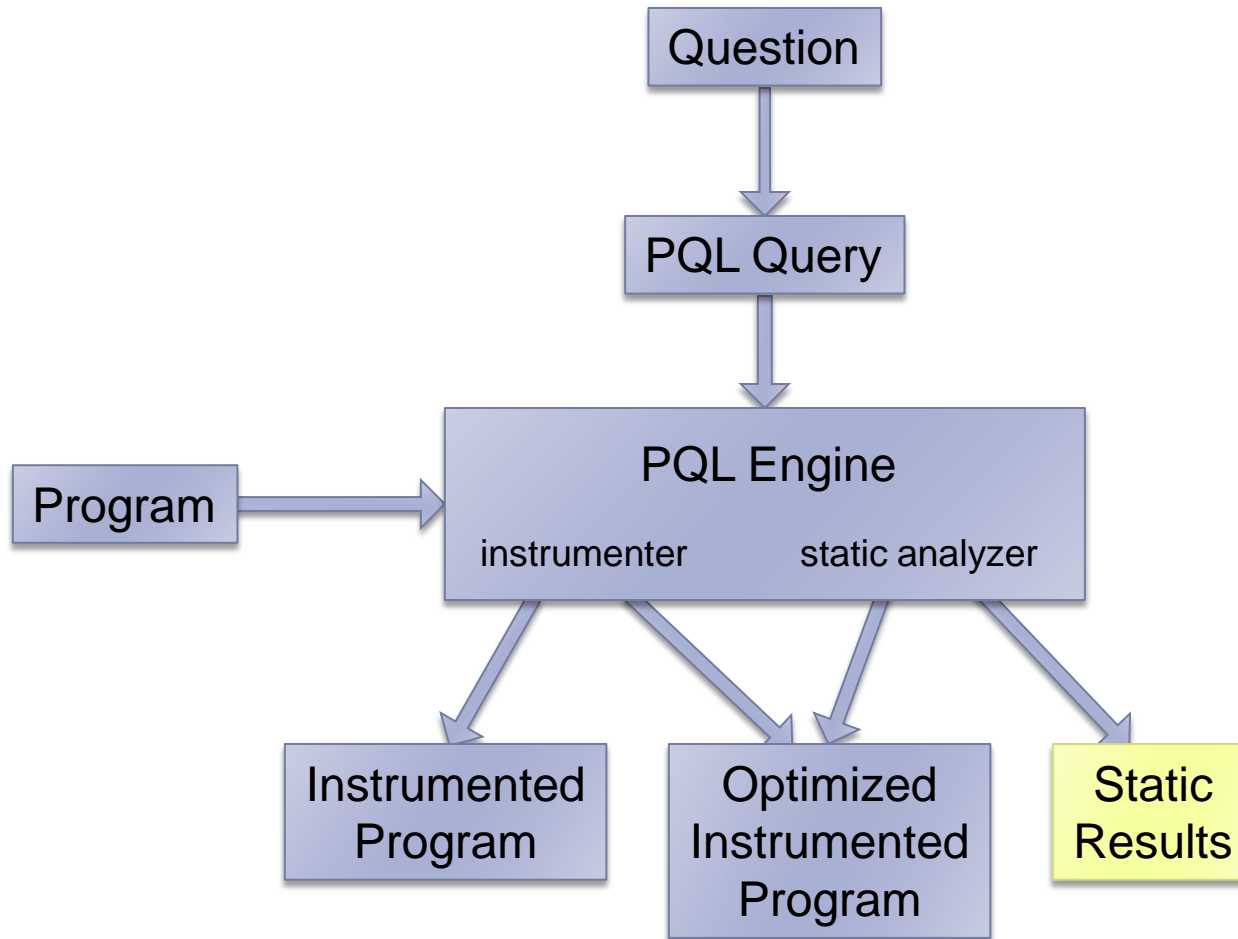 Question
PQL Query
PQL Engine
Program
instrumenter
static analyzer
Instrumented
Program
Optimized
Instrumented
Program
Static
Results